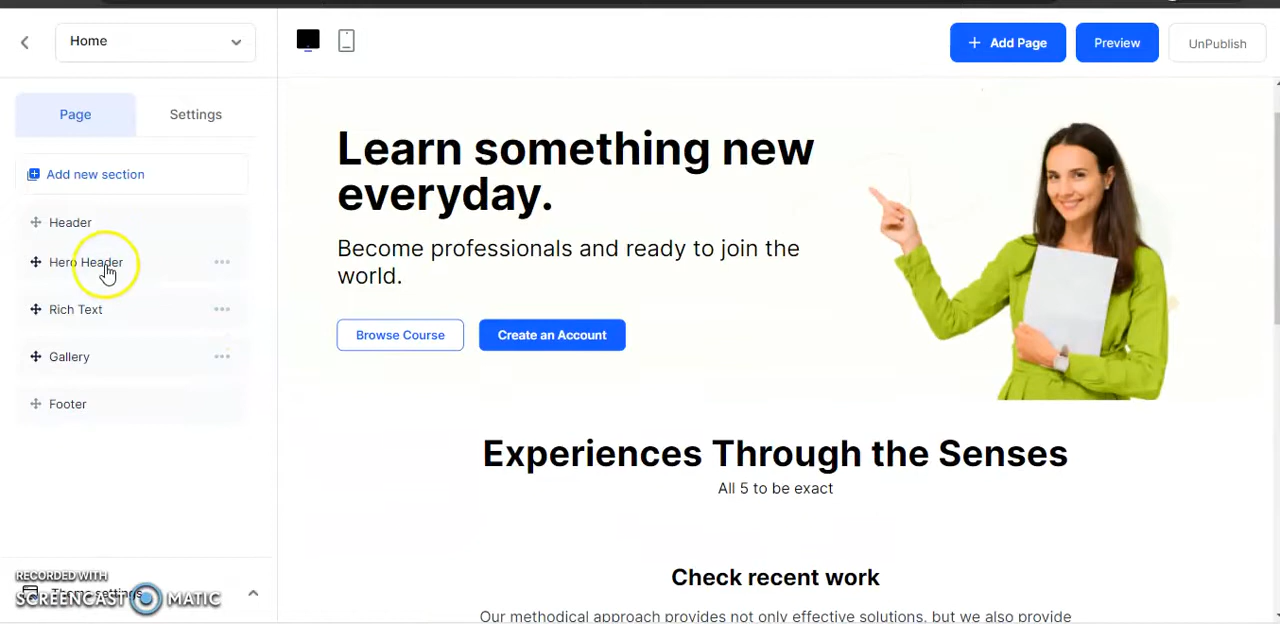 Home
Add Page
Preview
UnPublish
Page
Settings
Add new section
Header
Hero Header
Rich Text
Gallery
Footer
Theme settings
RECORDED WITH
SCREENCAST MATIC
Learn something new
everyday.
Become professionals and ready to join the
world.
Browse Course
Create an Account
Experiences Through the Senses
All 5 to be exact
Check recent work
Our methodical approach provides not only effective solutions, but we also provide